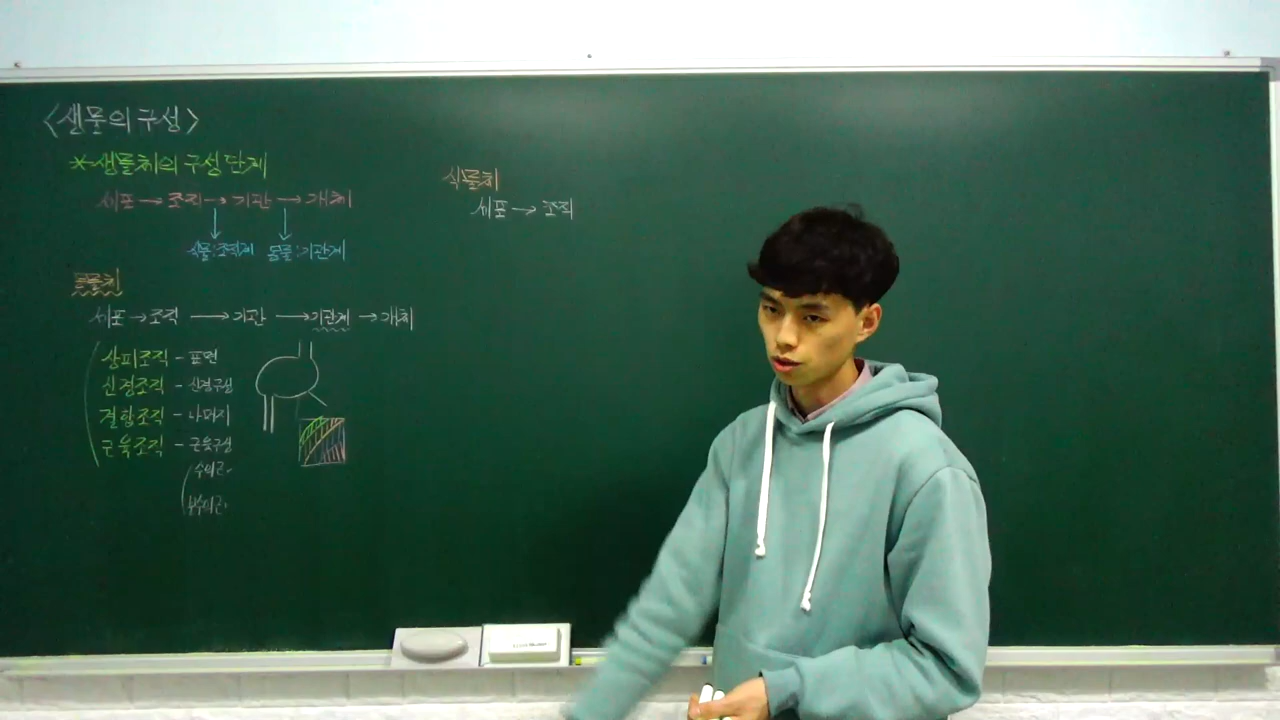 <생물의 구성>
*생물체의 구성 단계
세포 → 조직 → 기관 → 개체
식물:조직계 동물:기관계
동물체
세포 → 조직 → 기관 → 기관계 → 개체
상피조직 - 표면
신경조직 - 신경구성
결합조직 - 나머지
근육조직 - 근육구성
수의근
불수의근
식물체
세포 → 조직